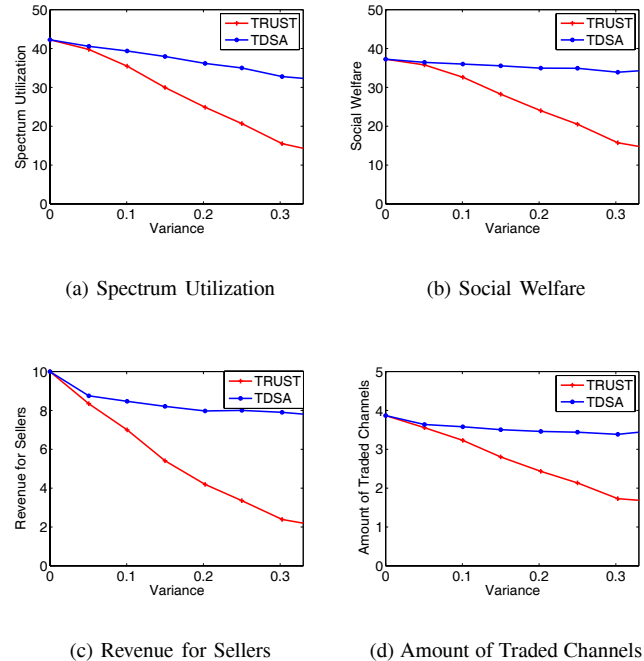 50
40
30
20
10
0
Spectrum Utilization
0 0.1 0.2 0.3
Variance
TRUST
TDSA
(a) Spectrum Utilization
50
40
30
20
10
0
Social Welfare
0 0.1 0.2 0.3
Variance
TRUST
TDSA
(b) Social Welfare
10
8
6
4
2
0
Revenue for Sellers
0 0.1 0.2 0.3
Variance
TRUST
TDSA
(c) Revenue for Sellers
5
4
3
2
1
0
Amount of Traded Channels
0 0.1 0.2 0.3
Variance
TRUST
TDSA
(d) Amount of Traded Channels